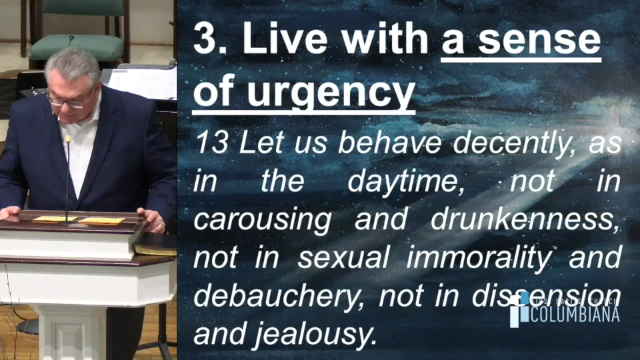 3. Live with a sense
of urgency
13 Let us behave decently, as
in the daytime, not in
carousing and drunkenness,
not in sexual immorality and
debauchery, not in dissension
and jealousy.
COLUMBIANA